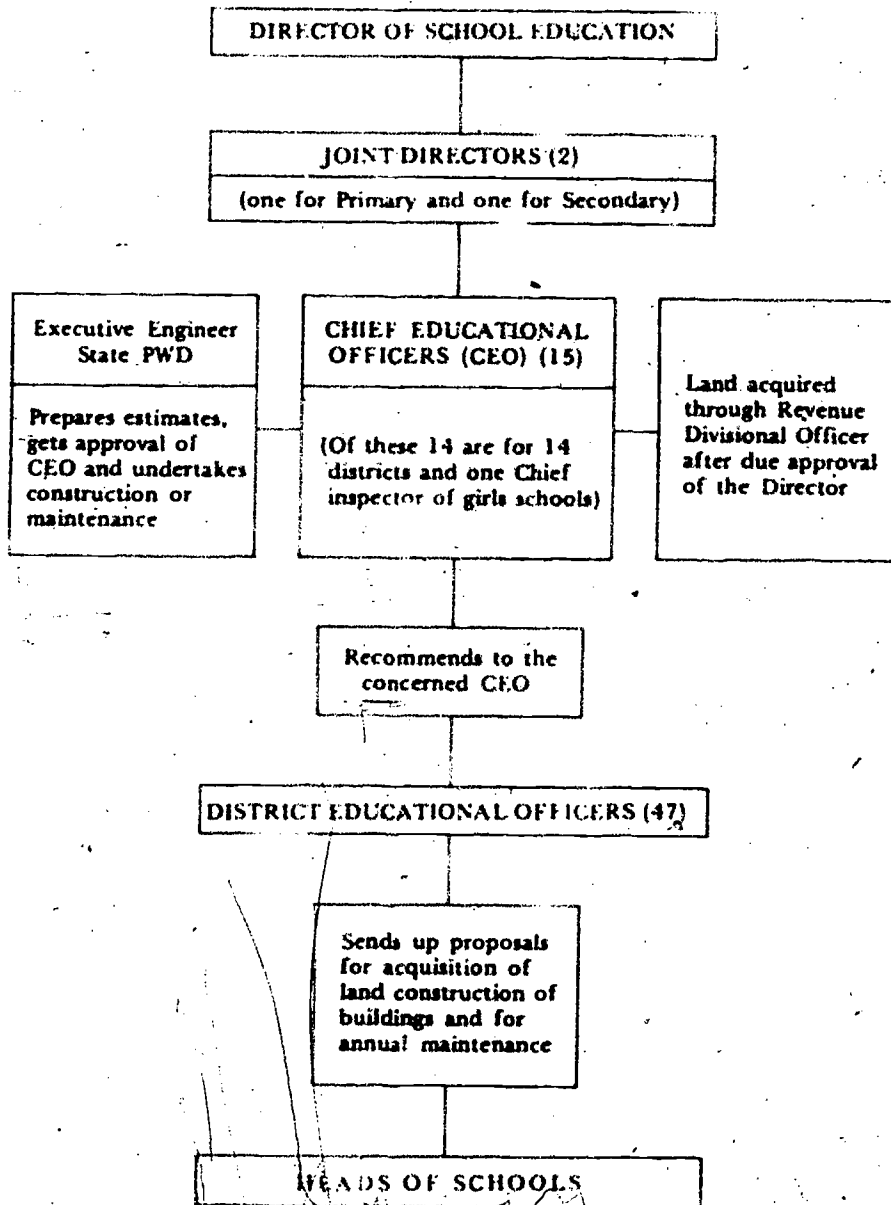 DIRECTOR OF SCHOOL EDUCATION
JOINT DIRECTORS (2)
(one for Primary and one for Secondary)
Executive Engineer
State PWD
Prepares estimates,
gets approval of
CEO and undertakes
construction or
maintenance
CHIEF EDUCATIONAL
OFFICERS (CEO) (15)
(Of these 14 are for 14
districts and one Chief
inspector of girls schools)
Land acquired
through Revenue
Divisional Officer
after due approval
of the Director
Recommends to the
concerned CEO
DISTRICT EDUCATIONAL OFFICERS (47)
Sends up proposals
for acquisition of
land construction of
buildings and for
annual maintenance
HEADS OF SCHOOLS